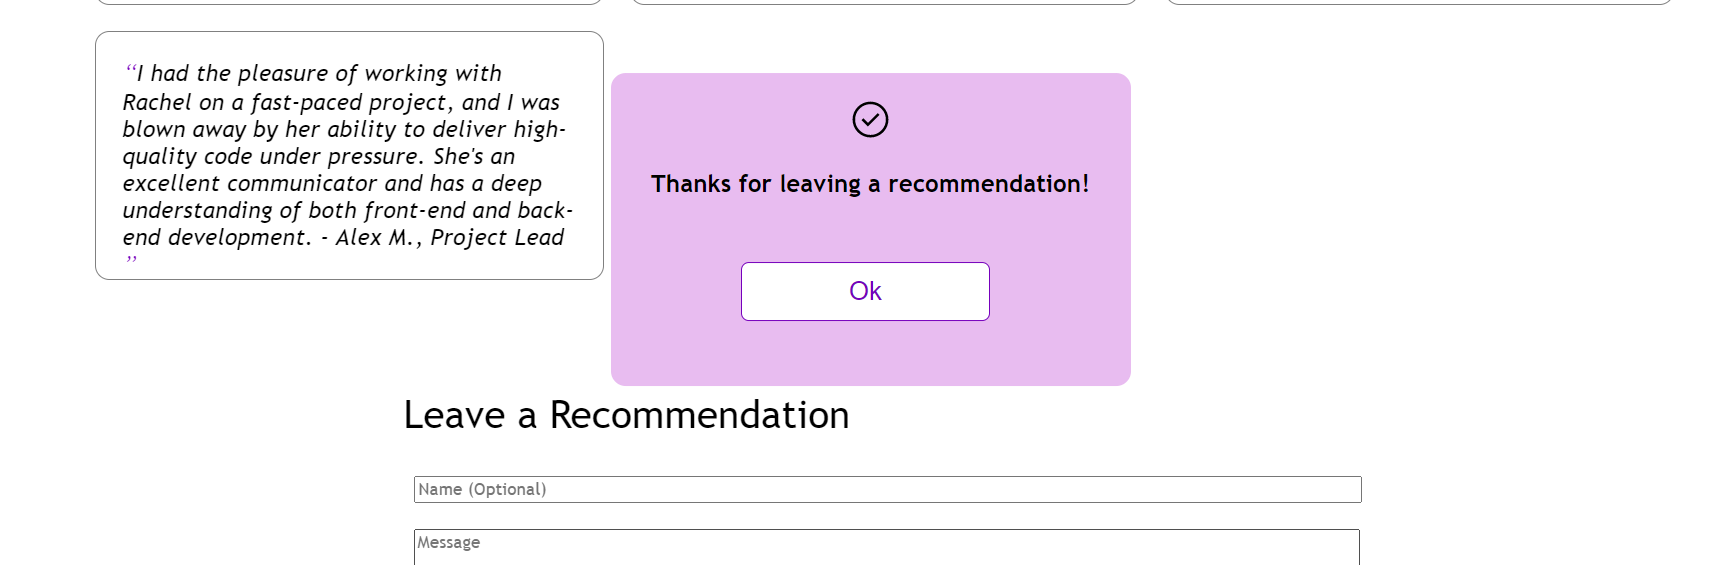 “I had the pleasure of working with
Rachel on a fast-paced project, and I was
blown away by her ability to deliver high-
quality code under pressure. She's an
excellent communicator and has a deep
understanding of both front-end and back-
end development. - Alex M., Project Lead
”
Thanks for leaving a recommendation!
Ok
Leave a Recommendation
Name (Optional)
Message